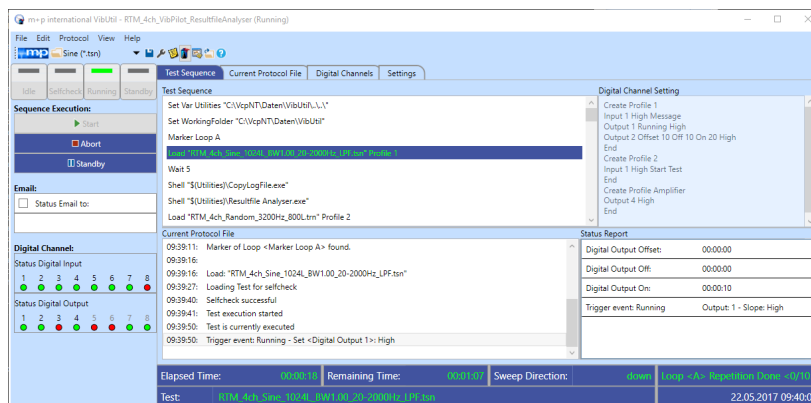 m+p international VibUtil - RTM_4ch_VibPilot_ResultfileAnalyser (Running)
File Edit Protocol View Help
mp Sine (*.tsn)
Idle Selfcheck Running Standby
Sequence Execution:
Start
Abort
Standby
Email:
Status Email to:
Digital Channel:
Status Digital Input
1 2 3 4 5 6 7 8
Status Digital Output
1 2 3 4 5 6 7 8
Test Sequence Current Protocol File Digital Channels Settings
Test Sequence
Set Var Utilities "C:\VcpNT\Daten\VibUtil\..\..\"
Set WorkingFolder "C:\VcpNT\Daten\VibUtil"
Marker Loop A
Load "RTM_4ch_Sine_1024L_BW1.00_20-2000Hz_LPF.tsn" Profile 1
Wait 5
Shell "$(Utilities)\CopyLogFile.exe"
Shell "$(Utilities)\Resultfile Analyser.exe"
Load "RTM_4ch_Random_3200Hz_800L.trn" Profile 2
Digital Channel Setting
Create Profile 1
Input 1 High Message
Output 1 Running High
Output 2 Offset 10 Off 10 On 20 High
End
Create Profile 2
Input 1 High Start Test
End
Create Profile Amplifier
Output 4 High
End
Current Protocol File
09:39:11: Marker of Loop <Marker Loop A> found.
09:39:16:
09:39:16: Load: "RTM_4ch_Sine_1024L_BW1.00_20-2000Hz_LPF.tsn"
09:39:27: Loading Test for selfcheck
09:39:40: Selfcheck successful
09:39:41: Test execution started
09:39:50: Test is currently executed
09:39:50: Trigger event: Running - Set <Digital Output 1>: High
Status Report
Digital Output Offset: 00:00:00
Digital Output Off: 00:00:00
Digital Output On: 00:00:10
Trigger event: Running Output: 1 - Slope: High
Elapsed Time: 00:00:18 Remaining Time: 00:01:07 Sweep Direction: down Loop <A> Repetition Done <0/10
Test: RTM_4ch_Sine_1024L_BW1.00_20-2000Hz_LPF.tsn 22.05.2017 09:40:0